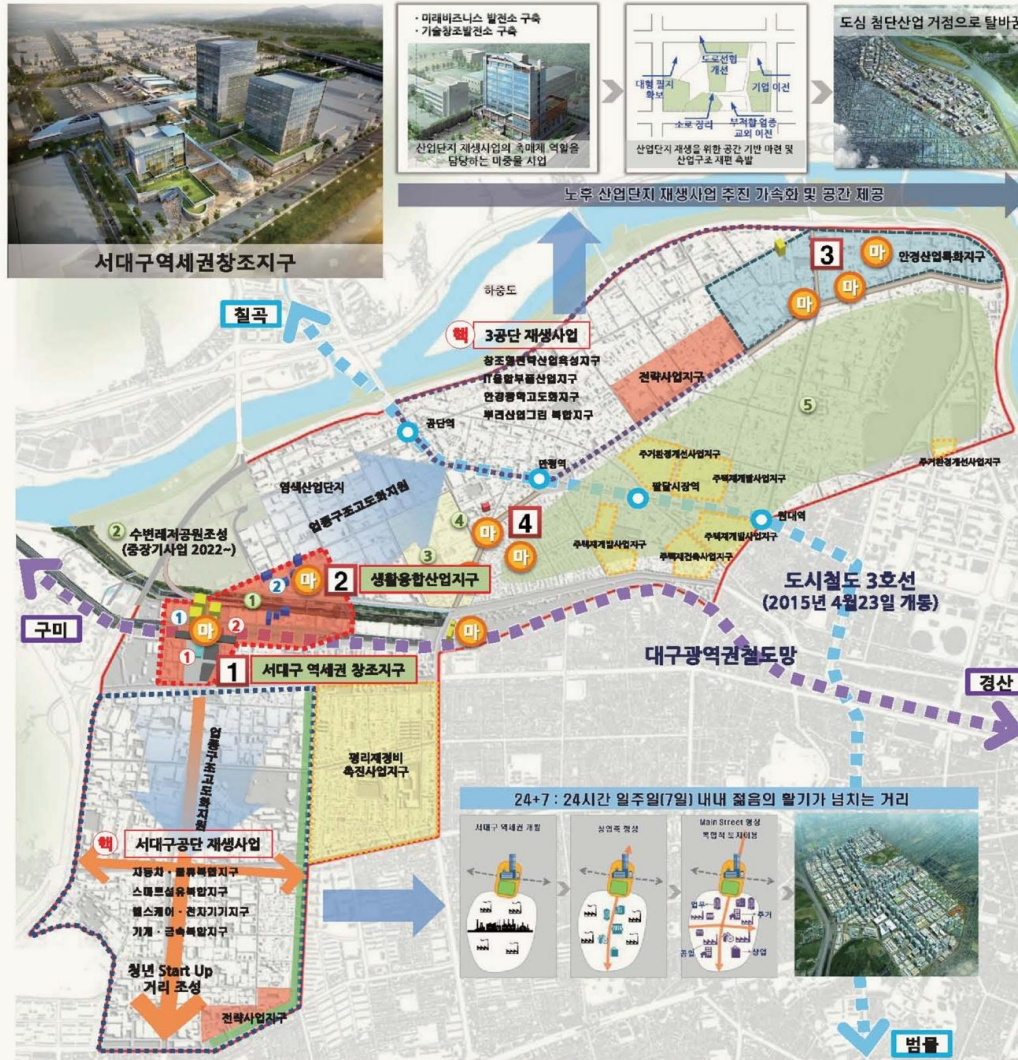 · 미래비즈니스 발전소 구축
· 기술창조발전소 구축
산업단지 재생사업의 촉매제 역할을
담당하는 마중물 사업
도로선형
개선
대형 필지
확보
기업 이전
소로 정리
부적합 업종
교외 이전
산업단지 재생을 위한 공간 기반 마련 및
산업구조 재편 촉발
도심 첨단산업 거점으로 탈바꿈
노후 산업단지 재생사업 추진 가속화 및 공간 제공
서대구역세권창조지구
하중도
칠곡
핵 3공단 재생사업
창조형전략산업육성지구
IT융합부품산업지구
안경광학고도화지구
뿌리산업그린 복합지구
마
3
마
마
안경산업특화지구
전략사업지구
5
공단역
만평역
팔달시장역
원대역
주거환경개선사업지구
주택재개발사업지구
주거환경개선사업지구
주택재개발사업지구
주택재개발사업지구
주택재건축사업지구
염색산업단지
업종구조고도화지원
2 수변레저공원조성
(중장기사업 2022~)
4
마
4
마
3
마 2 생활융합산업지구
2
1
1
마
2
1
1 서대구 역세권 창조지구
마
구미
도시철도 3호선
(2015년 4월23일 개통)
대구광역권철도망
경산
업종구조고도화지원
평리재정비
촉진사업지구
핵 서대구공단 재생사업
자동차 · 물류복합지구
스마트섬유복합지구
헬스케어 · 전자기기지구
기계 · 금속복합지구
청년 Start Up
거리 조성
전략사업지구
24+7 : 24시간 일주일(7일) 내내 젊음의 활기가 넘치는 거리
서대구 역세권 개발
상업축 형성
Main Street 형성
복합적 토지이용
업무
주거
공업
상업
범물